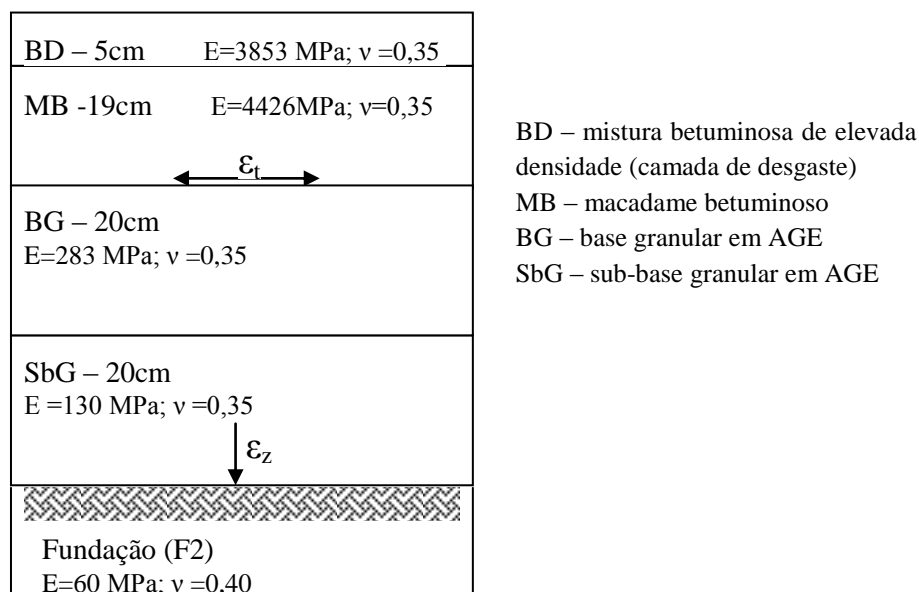 BD – 5cm E=3853 MPa; ν =0,35
MB -19cm E=4426MPa; ν=0,35
εt
BG – 20cm
E=283 MPa; ν =0,35
SbG – 20cm
E =130 MPa; ν =0,35
εz
Fundação (F2)
E=60 MPa; ν =0,40
BD – mistura betuminosa de elevada
densidade (camada de desgaste)
MB – macadame betuminoso
BG – base granular em AGE
SbG – sub-base granular em AGE